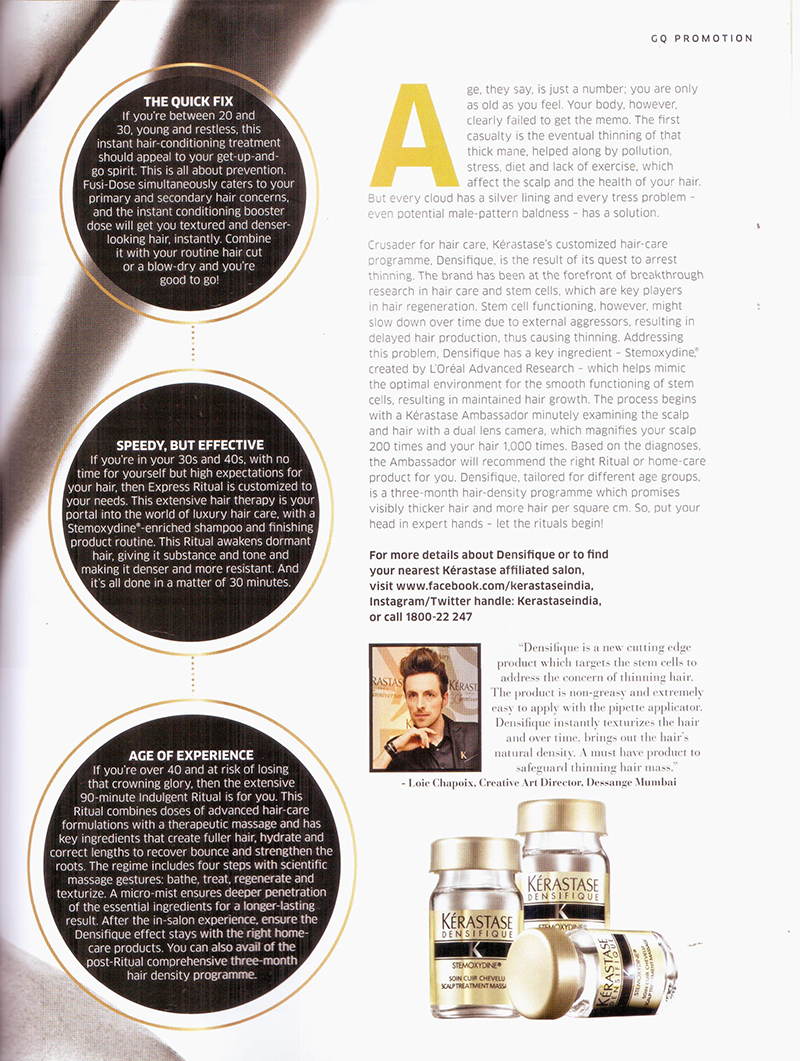 GQ PROMOTION
THE QUICK FIX
If you're between 20 and
30, young and restless, this
instant hair-conditioning treatment
should appeal to your get-up-and-
go spirit. This is all about prevention.
Fusi-Dose simultaneously caters to your
primary and secondary hair concerns,
and the instant conditioning booster
dose will get you textured and denser-
looking hair, instantly. Combine
it with your routine hair cut
or a blow-dry and you're
good to go!
SPEEDY, BUT EFFECTIVE
If you're in your 30s and 40s, with no
time for yourself but high expectations for
your hair, then Express Ritual is customized to
your needs. This extensive hair therapy is your
portal into the world of luxury hair care, with a
Stemoxydine®-enriched shampoo and finishing
product routine. This Ritual awakens dormant
hair, giving it substance and tone and
making it denser and more resistant. And
it's all done in a matter of 30 minutes.
AGE OF EXPERIENCE
If you're over 40 and at risk of losing
that crowning glory, then the extensive
90-minute Indulgent Ritual is for you. This
Ritual combines doses of advanced hair-care
formulations with a therapeutic massage and has
key ingredients that create fuller hair, hydrate and
correct lengths to recover bounce and strengthen the
roots. The regime includes four steps with scientific
massage gestures: bathe, treat, regenerate and
texturize. A micro-mist ensures deeper penetration
of the essential ingredients for a longer-lasting
result. After the in-salon experience, ensure the
Densifique effect stays with the right home-
care products. You can also avail of the
post-Ritual comprehensive three-month
hair density programme.
Age, they say, is just a number; you are only
as old as you feel. Your body, however,
clearly failed to get the memo. The first
casualty is the eventual thinning of that
thick mane, helped along by pollution,
stress, diet and lack of exercise, which
affect the scalp and the health of your hair.
But every cloud has a silver lining and every tress problem –
even potential male-pattern baldness – has a solution.
Crusader for hair care, Kérastase's customized hair-care
programme, Densifique, is the result of its quest to arrest
thinning. The brand has been at the forefront of breakthrough
research in hair care and stem cells, which are key players
in hair regeneration. Stem cell functioning, however, might
slow down over time due to external aggressors, resulting in
delayed hair production, thus causing thinning. Addressing
this problem, Densifique has a key ingredient – Stemoxydine,®
created by L'Oréal Advanced Research – which helps mimic
the optimal environment for the smooth functioning of stem
cells, resulting in maintained hair growth. The process begins
with a Kérastase Ambassador minutely examining the scalp
and hair with a dual lens camera, which magnifies your scalp
200 times and your hair 1,000 times. Based on the diagnoses,
the Ambassador will recommend the right Ritual or home-care
product for you. Densifique, tailored for different age groups,
is a three-month hair-density programme which promises
visibly thicker hair and more hair per square cm. So, put your
head in expert hands – let the rituals begin!
For more details about Densifique or to find
your nearest Kérastase affiliated salon,
visit www.facebook.com/kerastaseindia,
Instagram/Twitter handle: Kerastaseindia,
or call 1800-22 247
"Densifique is a new cutting edge
product which targets the stem cells to
address the concern of thinning hair.
The product is non-greasy and extremely
easy to apply with the pipette applicator.
Densifique instantly texturizes the hair
and over time, brings out the hair's
natural density. A must have product to
safeguard thinning hair mass."
- Loic Chapoix, Creative Art Director, Dessange Mumbai
KÉRASTASE
DENSIFIQUE
STEMOXYDINE®
KÉRASTASE
DENSIFIQUE
K
STEMOXYDINE®
SOIN CUIR CHEVELU
SCALP TREATMENT
KÉRASTASE
DENSIFIQUE
STEMOXYDINE®
SOIN CUIR
SCALP TREATMENT